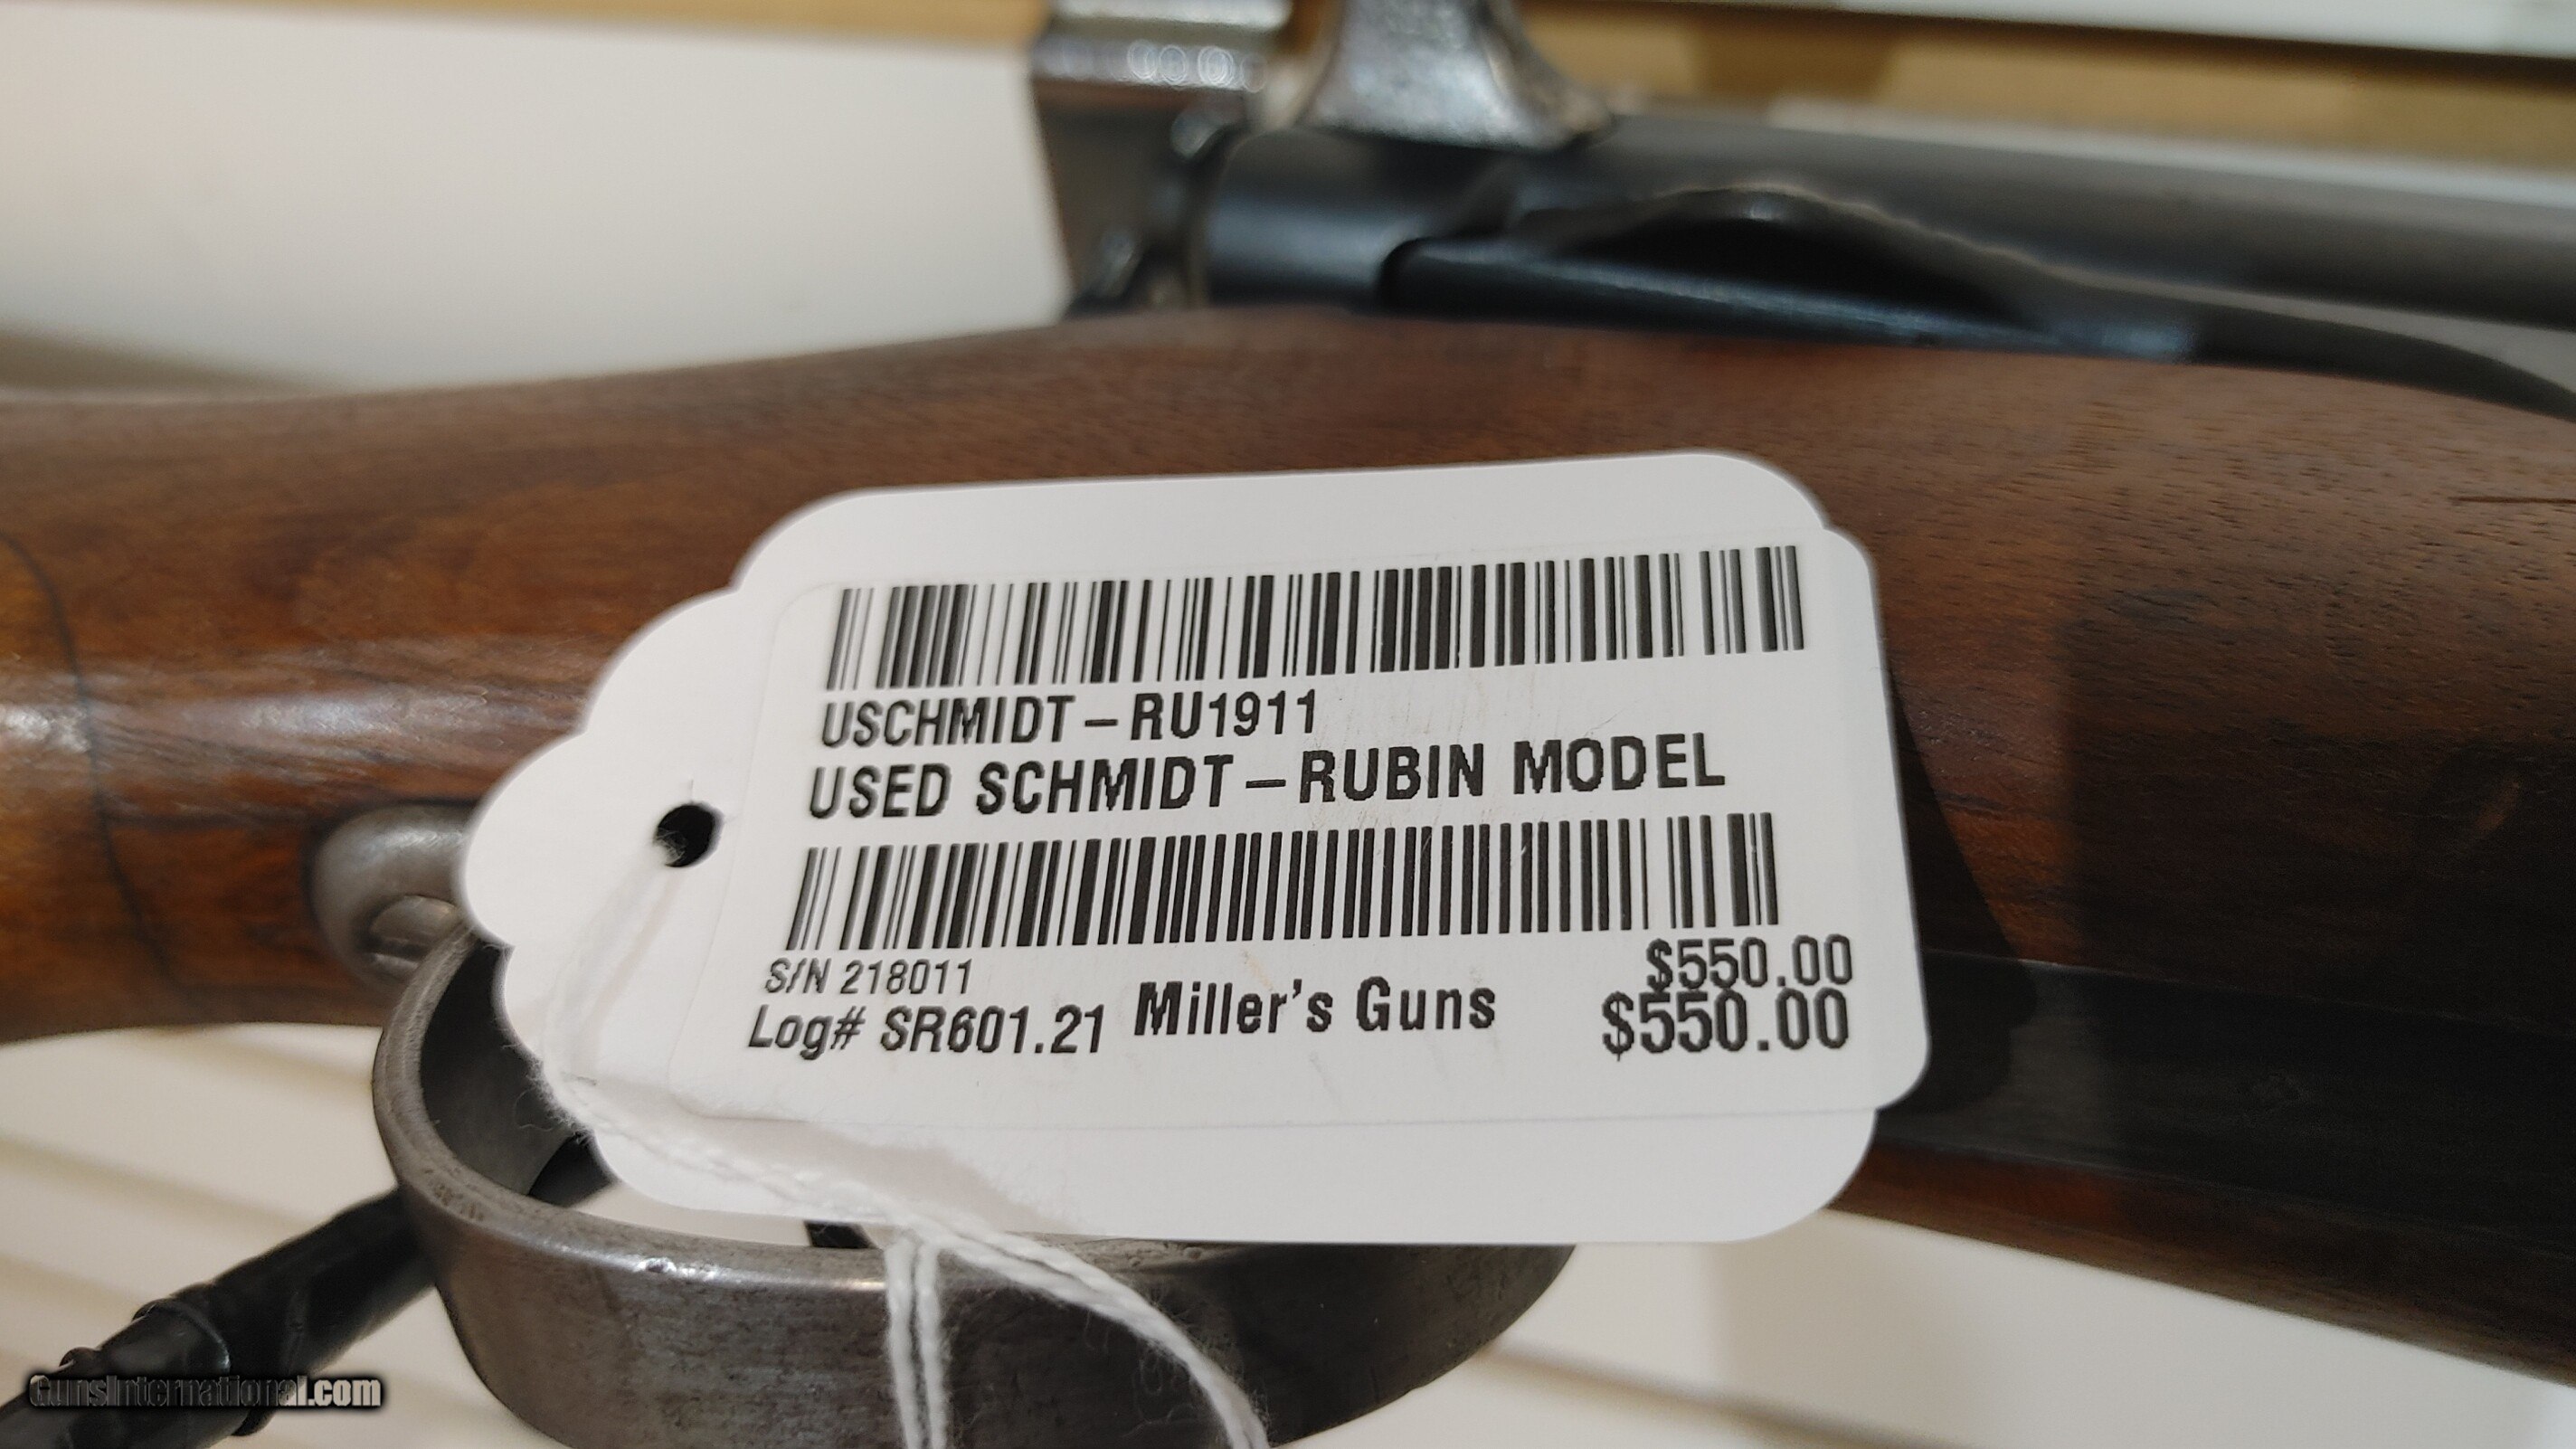 USCHMIDT-RU1911
USED SCHMIDT-RUBIN MODEL
S/N 218011
$550.00
Log# SR601.21 Miller's Guns $550.00
GunsInternational.com